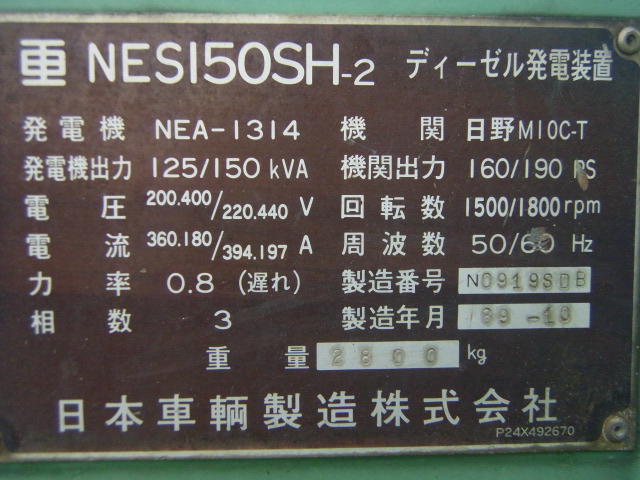 NES150SH-2 ディーゼル発電装置
発電機 NEA-1314 機関 日野M10C-T
発電機出力 125/150 kVA 機関出力 160/190 PS
電圧 200.400/220.440 V 回転数 1500/1800rpm
電流 360.180/394.197 A 周波数 50/60 Hz
力率 0.8 (遅れ) 製造番号 N0919SDB
相数 3 製造年月 89-10
重量 2800 kg
日本車輌製造株式会社
P24X492670